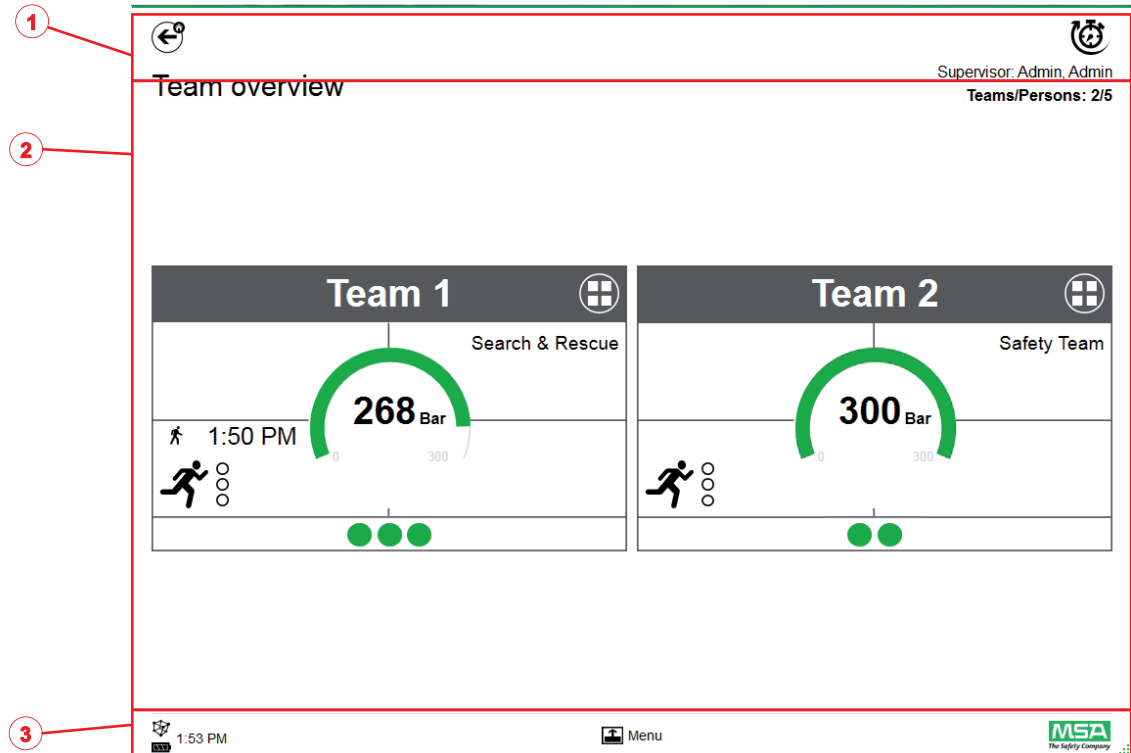 1
Supervisor: Admin, Admin
Team overview
Teams/Persons: 2/5
2
Team 1
Search & Rescue
268 Bar
0 300
1:50 PM
Team 2
Safety Team
300 Bar
0 300
3
1:53 PM
Menu
MSA
The Safety Company